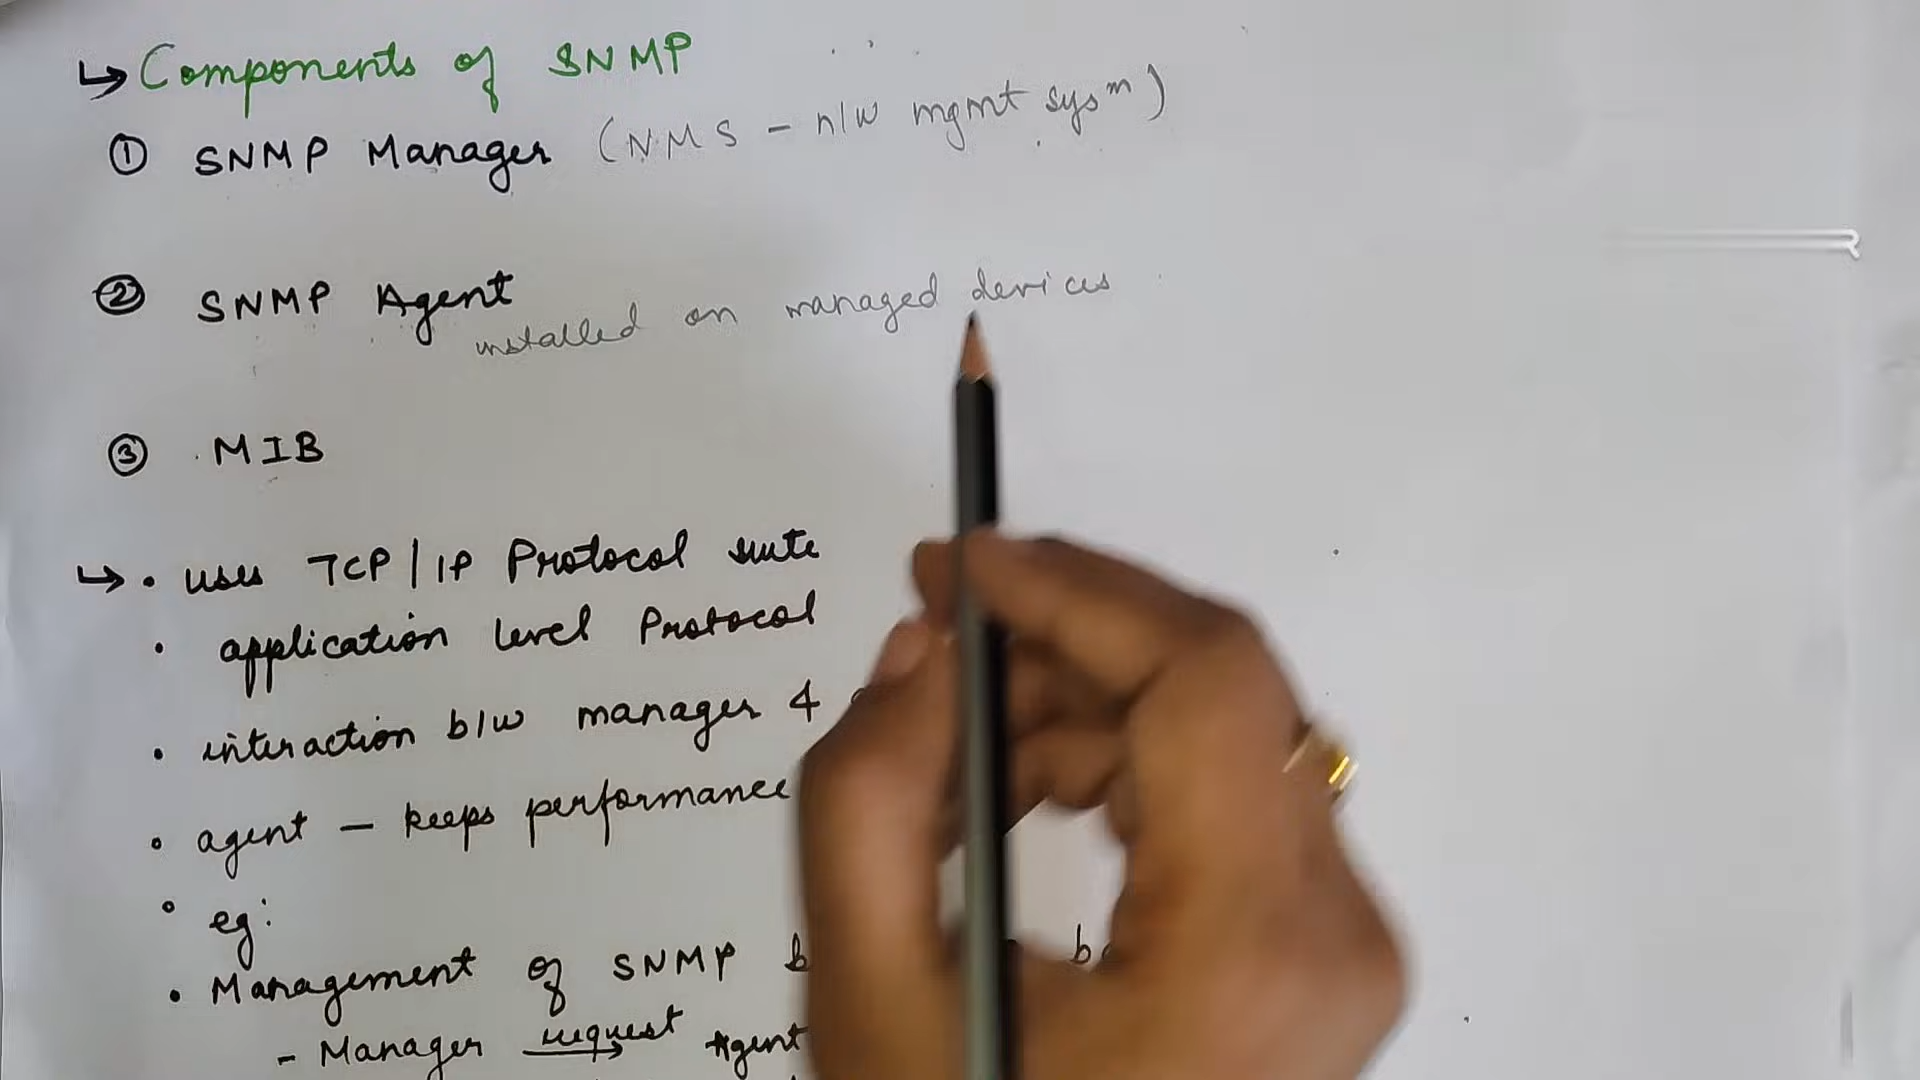 ↳ Components of SNMP
① SNMP Manager (NMS - n/w mgmt sysm)
② SNMP Agent
installed on managed devices
③ MIB
↳ • uses TCP/IP Protocol suite
• application level Protocol
• interaction b/w manager &
• agent — keeps performance
• eg:
• Management of SNMP
- Manager request → Agent